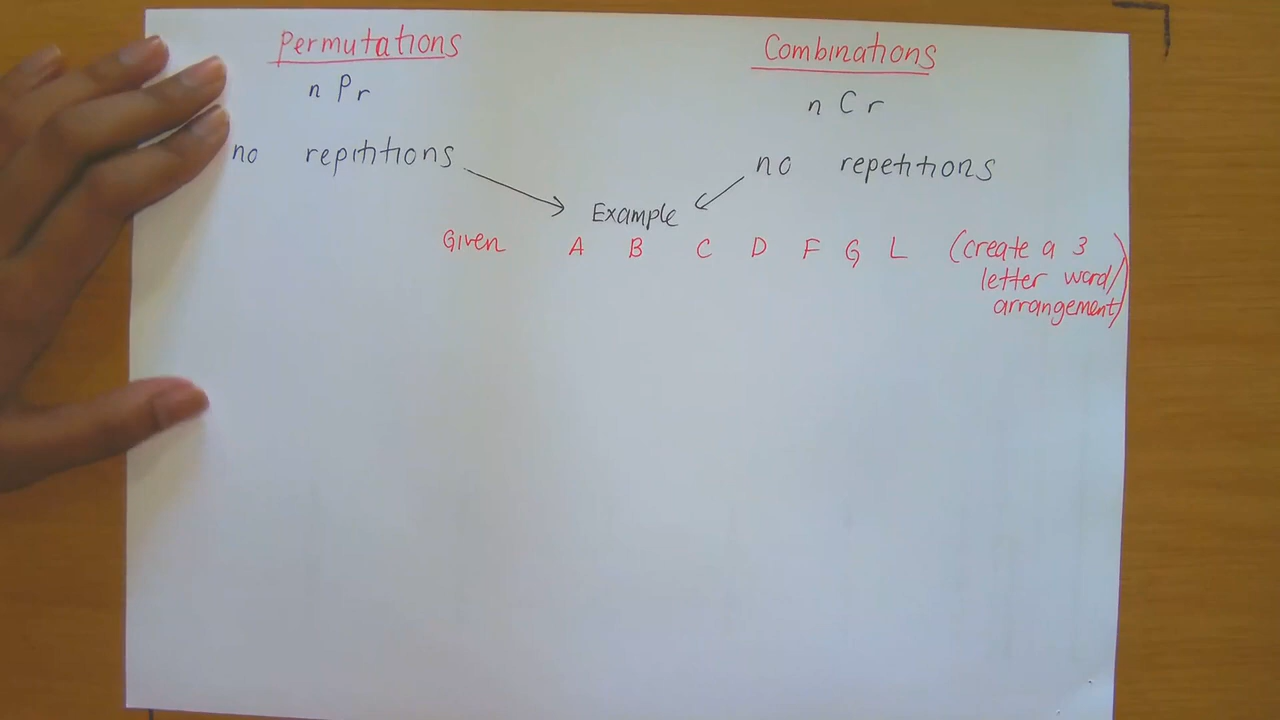 Permutations
n P r
no repititions
Combinations
n C r
no repetitions
Example
Given A B C D F G L (create a 3
letter word/
arrangement)